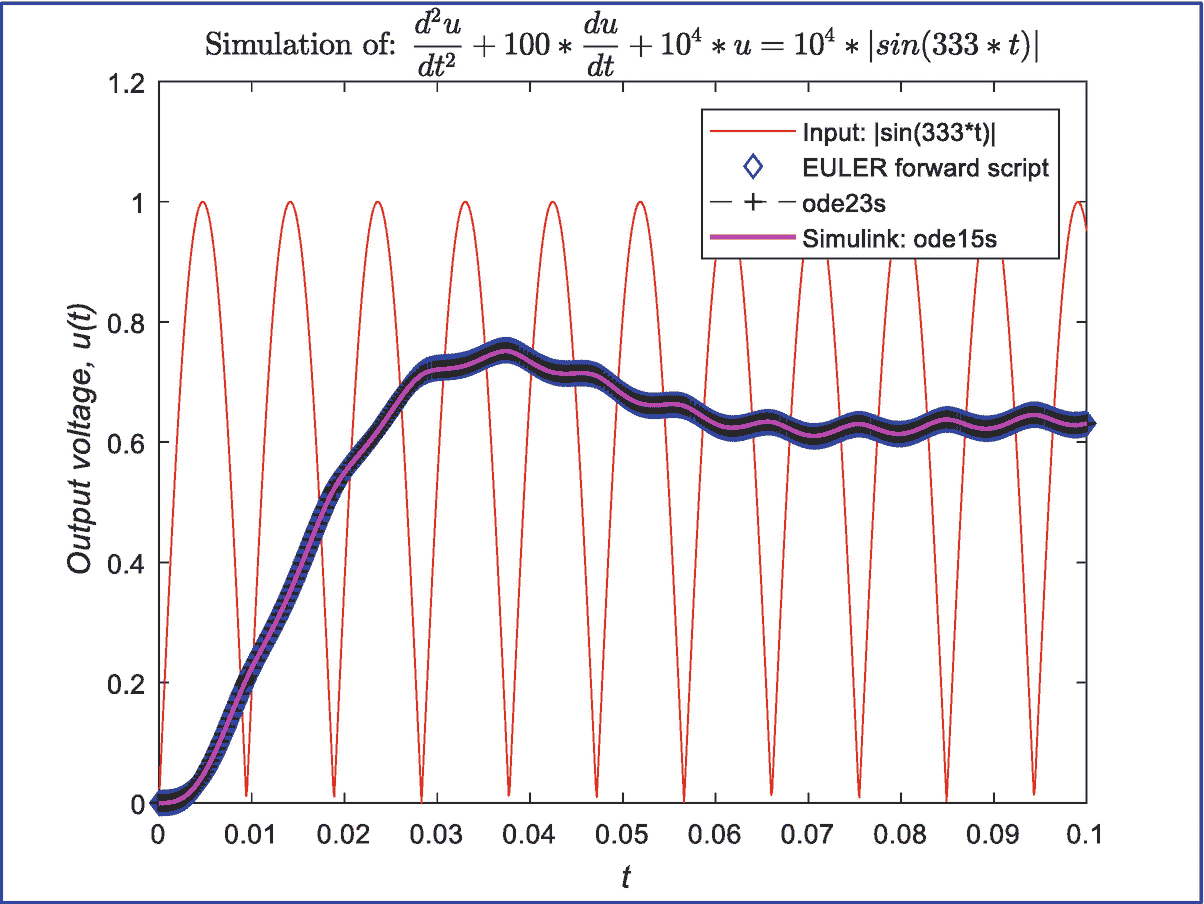 Simulation of: d²u/dt² + 100 * du/dt + 10⁴ * u = 10⁴ * |sin(333 * t)|
1.2
1
0.8
0.6
0.4
0.2
0
Output voltage, u(t)
Input: |sin(333*t)|
EULER forward script
ode23s
Simulink: ode15s
0 0.01 0.02 0.03 0.04 0.05 0.06 0.07 0.08 0.09 0.1
t